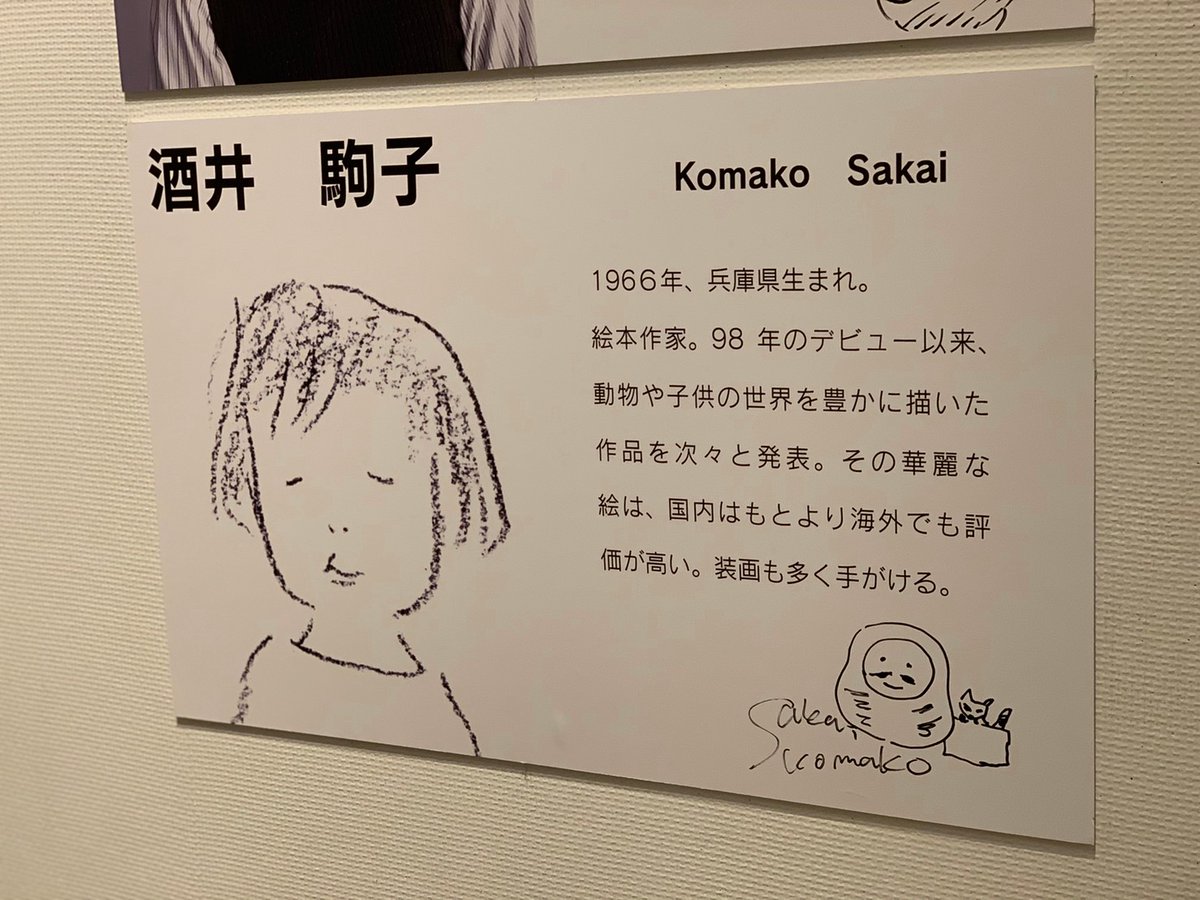 酒井　駒子
Komako Sakai
1966年、兵庫県生まれ。
絵本作家。98 年のデビュー以来、
動物や子供の世界を豊かに描いた
作品を次々と発表。その華麗な
絵は、国内はもとより海外でも評
価が高い。装画も多く手がける。
Sakai
Komako